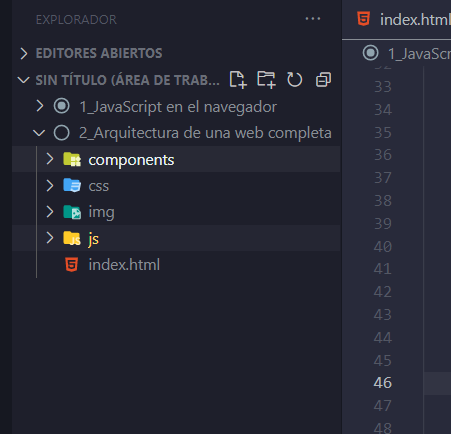 EXPLORADOR
···
index.html
EDITORES ABIERTOS
1_JavaSc
SIN TÍTULO (ÁREA DE TRAB...
1_JavaScript en el navegador
2_Arquitectura de una web completa
components
css
img
js
index.html
33
34
35
36
37
38
39
40
41
42
43
44
45
46
47
48